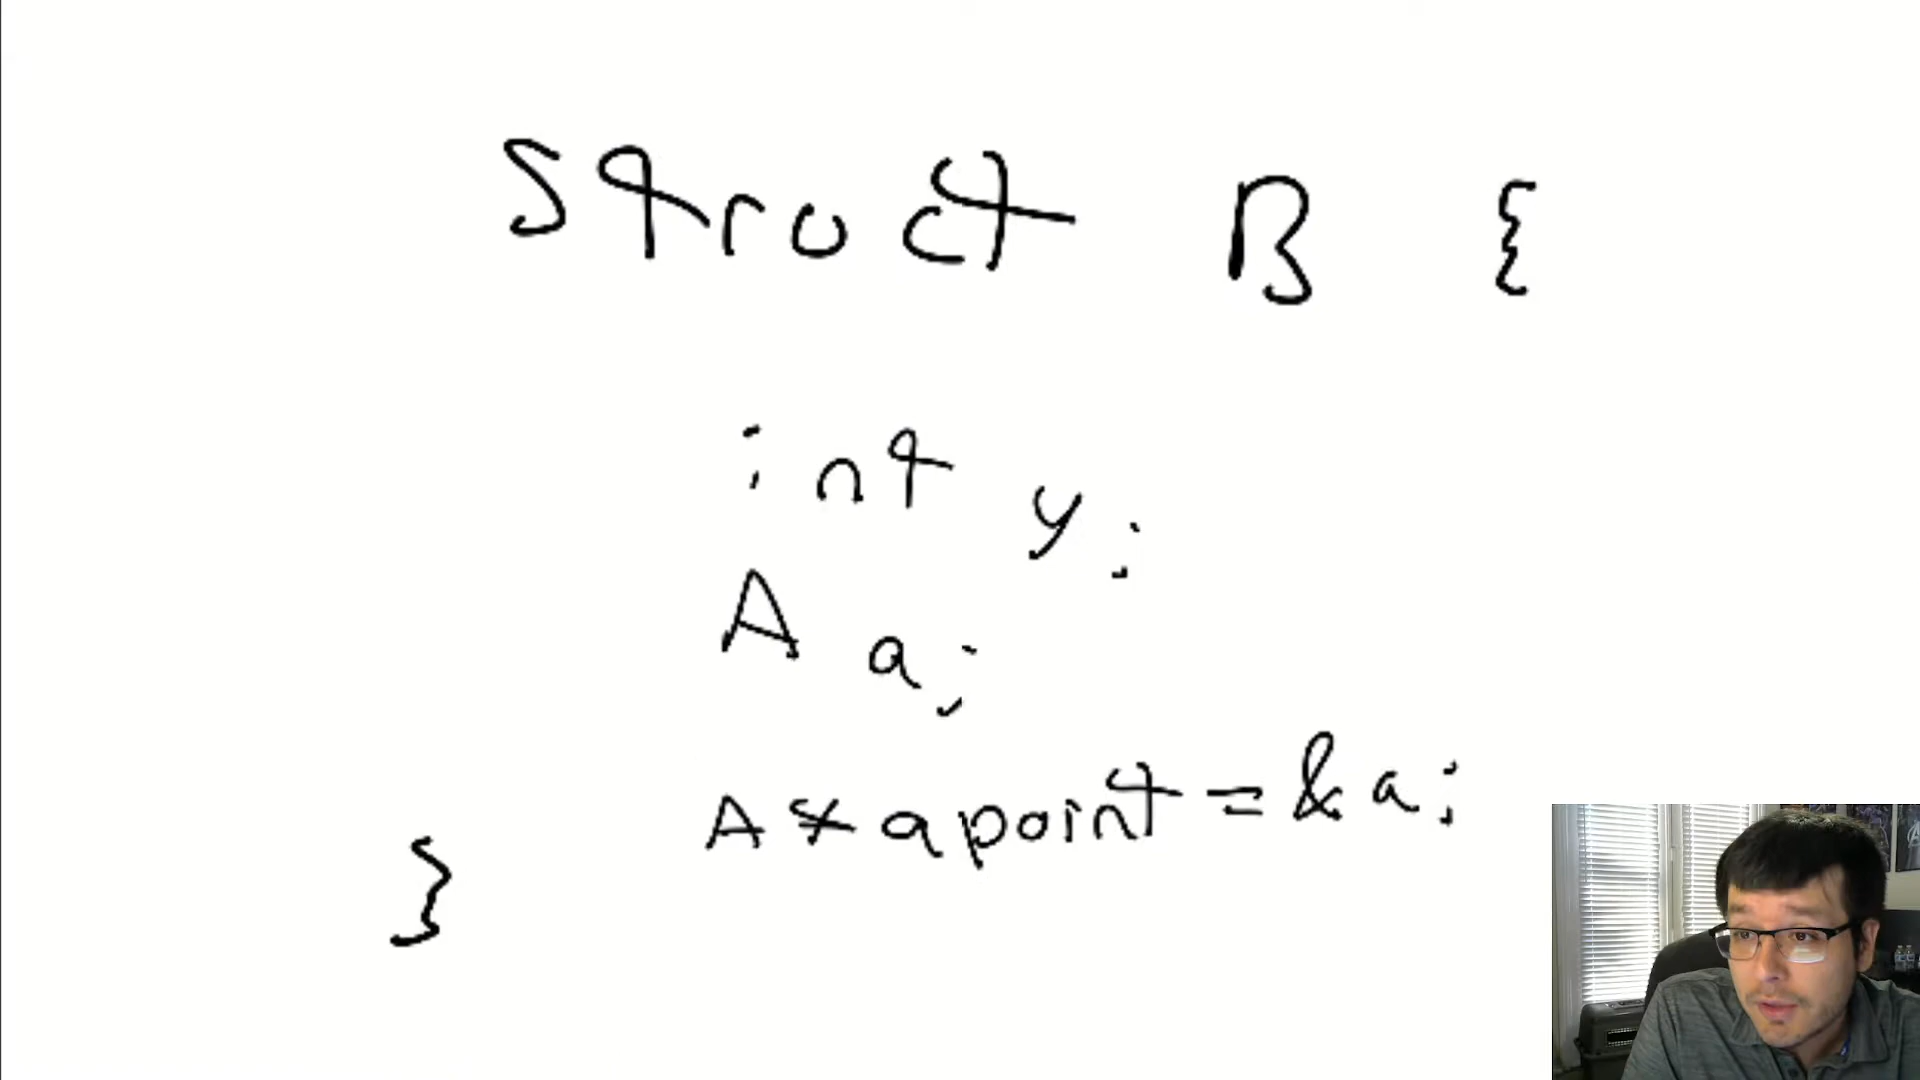 struct B {
int y;
A a;
A* apoint = &a;
}